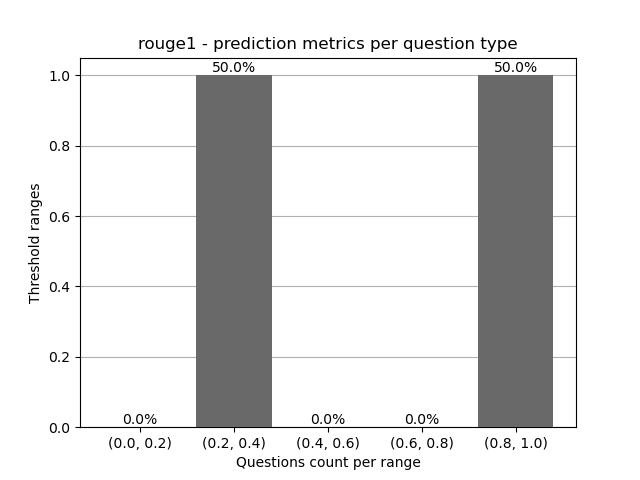 rouge1 - prediction metrics per question type
50.0% 50.0%
1.0
0.8
0.6
0.4
0.2
0.0
Threshold ranges
0.0% 0.0% 0.0%
(0.0, 0.2) (0.2, 0.4) (0.4, 0.6) (0.6, 0.8) (0.8, 1.0)
Questions count per range